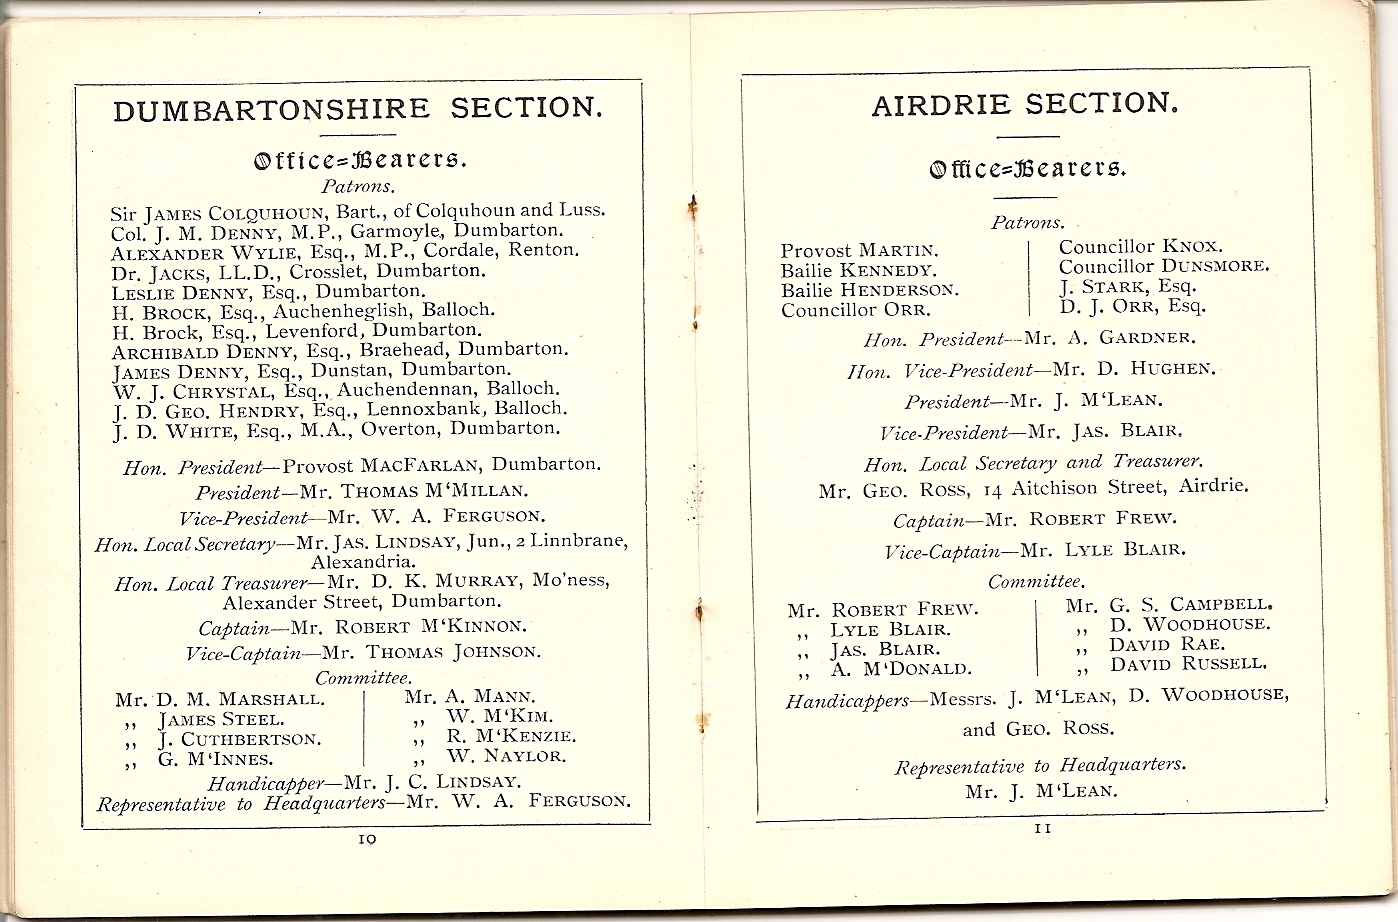 DUMBARTONSHIRE SECTION.
Office=Bearers.
Patrons.
Sir JAMES COLQUHOUN, Bart., of Colquhoun and Luss.
Col. J. M. DENNY, M.P., Garmoyle, Dumbarton.
ALEXANDER WYLIE, Esq., M.P., Cordale, Renton.
Dr. JACKS, LL.D., Crosslet, Dumbarton.
LESLIE DENNY, Esq., Dumbarton.
H. BROCK, Esq., Auchenheglish, Balloch.
H. Brock, Esq., Levenford, Dumbarton.
ARCHIBALD DENNY, Esq., Braehead, Dumbarton.
JAMES DENNY, Esq., Dunstan, Dumbarton.
W. J. CHRYSTAL, Esq., Auchendennan, Balloch.
J. D. GEO. HENDRY, Esq., Lennoxbank, Balloch.
J. D. WHITE, Esq., M.A., Overton, Dumbarton.
Hon. President—Provost MACFARLAN, Dumbarton.
President—Mr. THOMAS M‘MILLAN.
Vice-President—Mr. W. A. FERGUSON.
Hon. Local Secretary—Mr. JAS. LINDSAY, Jun., 2 Linnbrane,
Alexandria.
Hon. Local Treasurer—Mr. D. K. MURRAY, Mo'ness,
Alexander Street, Dumbarton.
Captain—Mr. ROBERT M‘KINNON.
Vice-Captain—Mr. THOMAS JOHNSON.
Committee.
Mr. D. M. MARSHALL.
,, JAMES STEEL.
,, J. CUTHBERTSON.
,, G. M‘INNES.
Mr. A. MANN.
,, W. M‘KIM.
,, R. M‘KENZIE.
,, W. NAYLOR.
Handicapper—Mr. J. C. LINDSAY.
Representative to Headquarters—Mr. W. A. FERGUSON.
10
AIRDRIE SECTION.
Office=Bearers.
Patrons.
Provost MARTIN.
Bailie KENNEDY.
Bailie HENDERSON.
Councillor ORR.
Councillor KNOX.
Councillor DUNSMORE.
J. STARK, Esq.
D. J. ORR, Esq.
Hon. President--Mr. A. GARDNER.
Hon. Vice-President—Mr. D. HUGHEN.
President—Mr. J. M‘LEAN.
Vice-President—Mr. JAS. BLAIR.
Hon. Local Secretary and Treasurer.
Mr. GEO. ROSS, 14 Aitchison Street, Airdrie.
Captain—Mr. ROBERT FREW.
Vice-Captain—Mr. LYLE BLAIR.
Committee.
Mr. ROBERT FREW.
,, LYLE BLAIR.
,, JAS. BLAIR.
,, A. M‘DONALD.
Mr. G. S. CAMPBELL.
,, D. WOODHOUSE.
,, DAVID RAE.
,, DAVID RUSSELL.
Handicappers—Messrs. J. M‘LEAN, D. WOODHOUSE,
and GEO. ROSS.
Representative to Headquarters.
Mr. J. M‘LEAN.
11